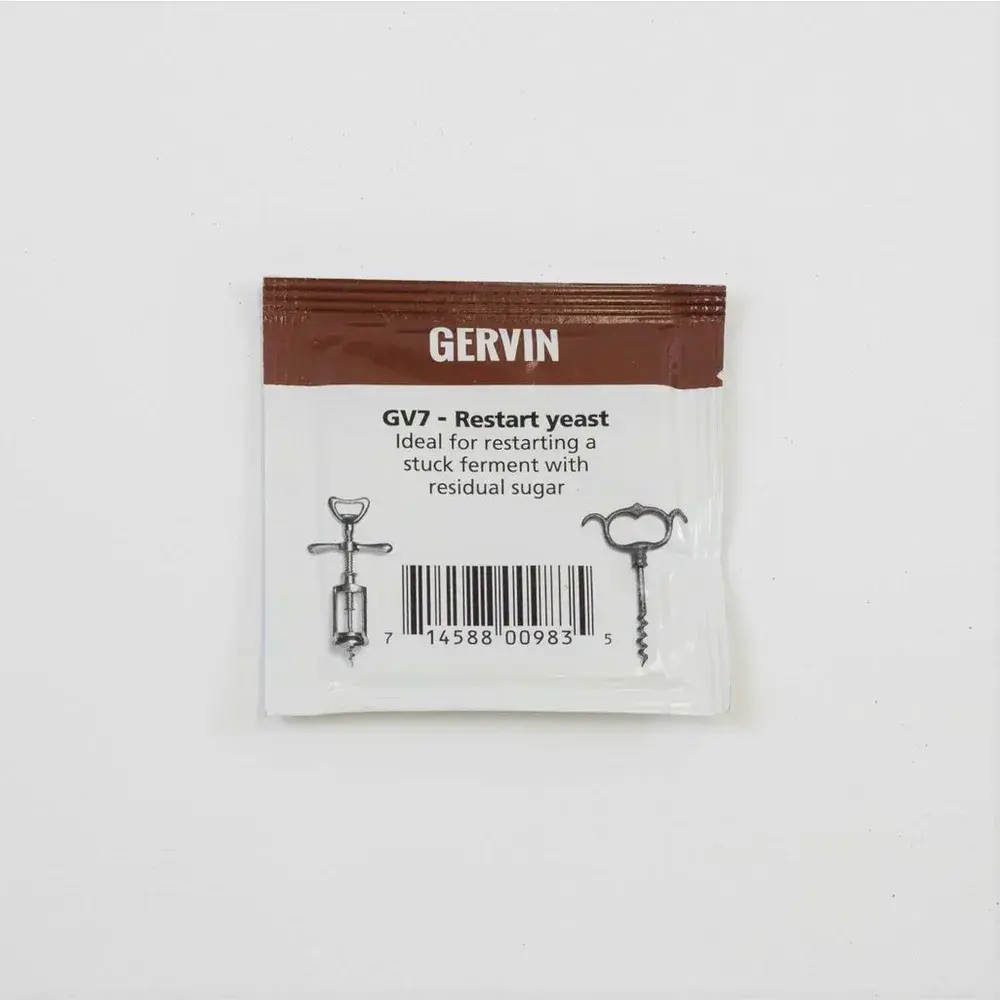 GERVIN
GV7 - Restart yeast
Ideal for restarting a
stuck ferment with
residual sugar
7 14588 00983 5